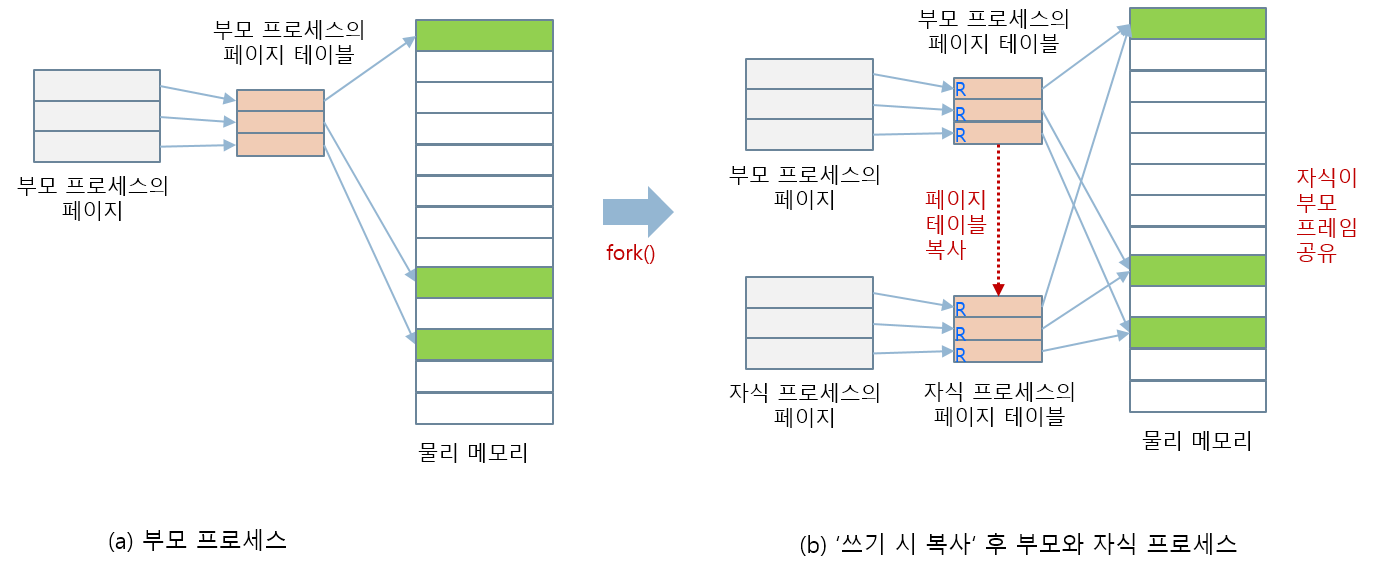 부모 프로세스의
페이지 테이블
부모 프로세스의
페이지
물리 메모리
(a) 부모 프로세스
fork()
부모 프로세스의
페이지 테이블
R
R
R
부모 프로세스의
페이지
페이지
테이블
복사
자식이
부모
프레임
공유
R
R
R
자식 프로세스의
페이지
자식 프로세스의
페이지 테이블
물리 메모리
(b) ‘쓰기 시 복사‘ 후 부모와 자식 프로세스